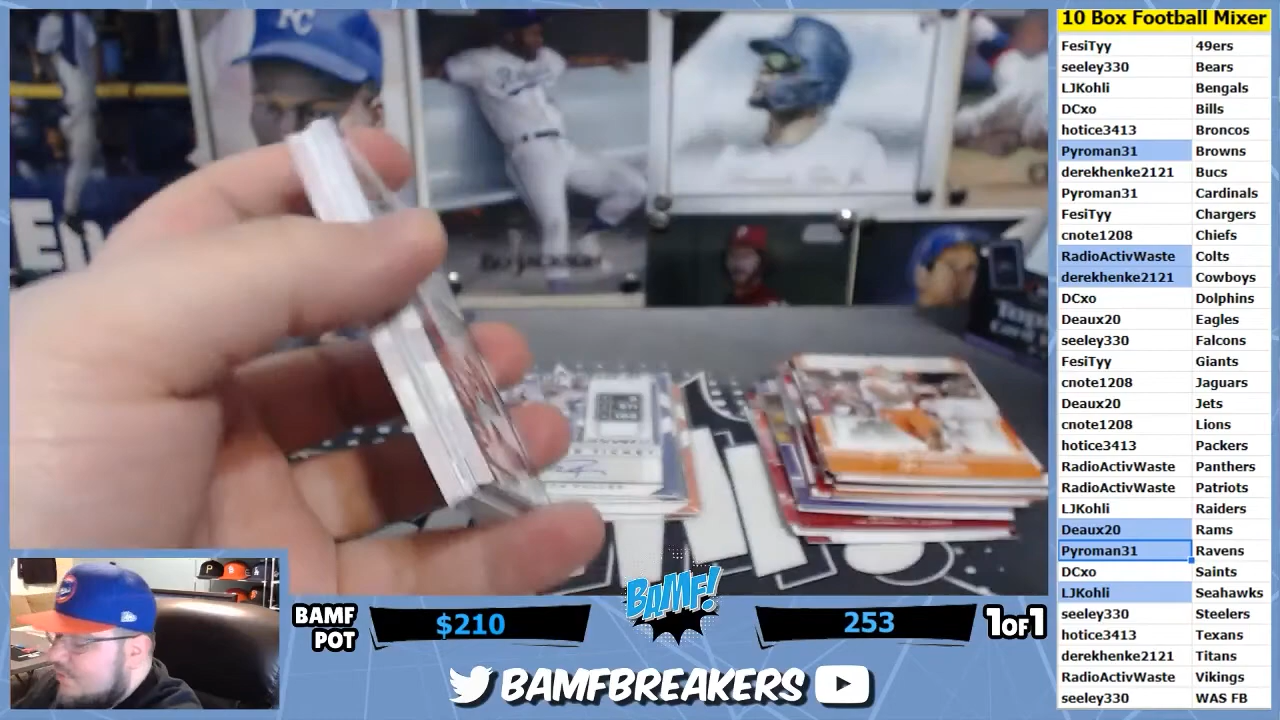 10 Box Football Mixer
FesiTyy 49ers
seeley330 Bears
LJKohli Bengals
DCxo Bills
hotice3413 Broncos
Pyroman31 Browns
derekhenke2121 Bucs
Pyroman31 Cardinals
FesiTyy Chargers
cnote1208 Chiefs
RadioActivWaste Colts
derekhenke2121 Cowboys
DCxo Dolphins
Deaux20 Eagles
seeley330 Falcons
FesiTyy Giants
cnote1208 Jaguars
Deaux20 Jets
cnote1208 Lions
hotice3413 Packers
RadioActivWaste Panthers
RadioActivWaste Patriots
LJKohli Raiders
Deaux20 Rams
Pyroman31 Ravens
DCxo Saints
LJKohli Seahawks
seeley330 Steelers
hotice3413 Texans
derekhenke2121 Titans
RadioActivWaste Vikings
seeley330 WAS FB
KC
TICKET
BAMF POT
$210
BAMF!
253
1OF1
BAMFBREAKERS